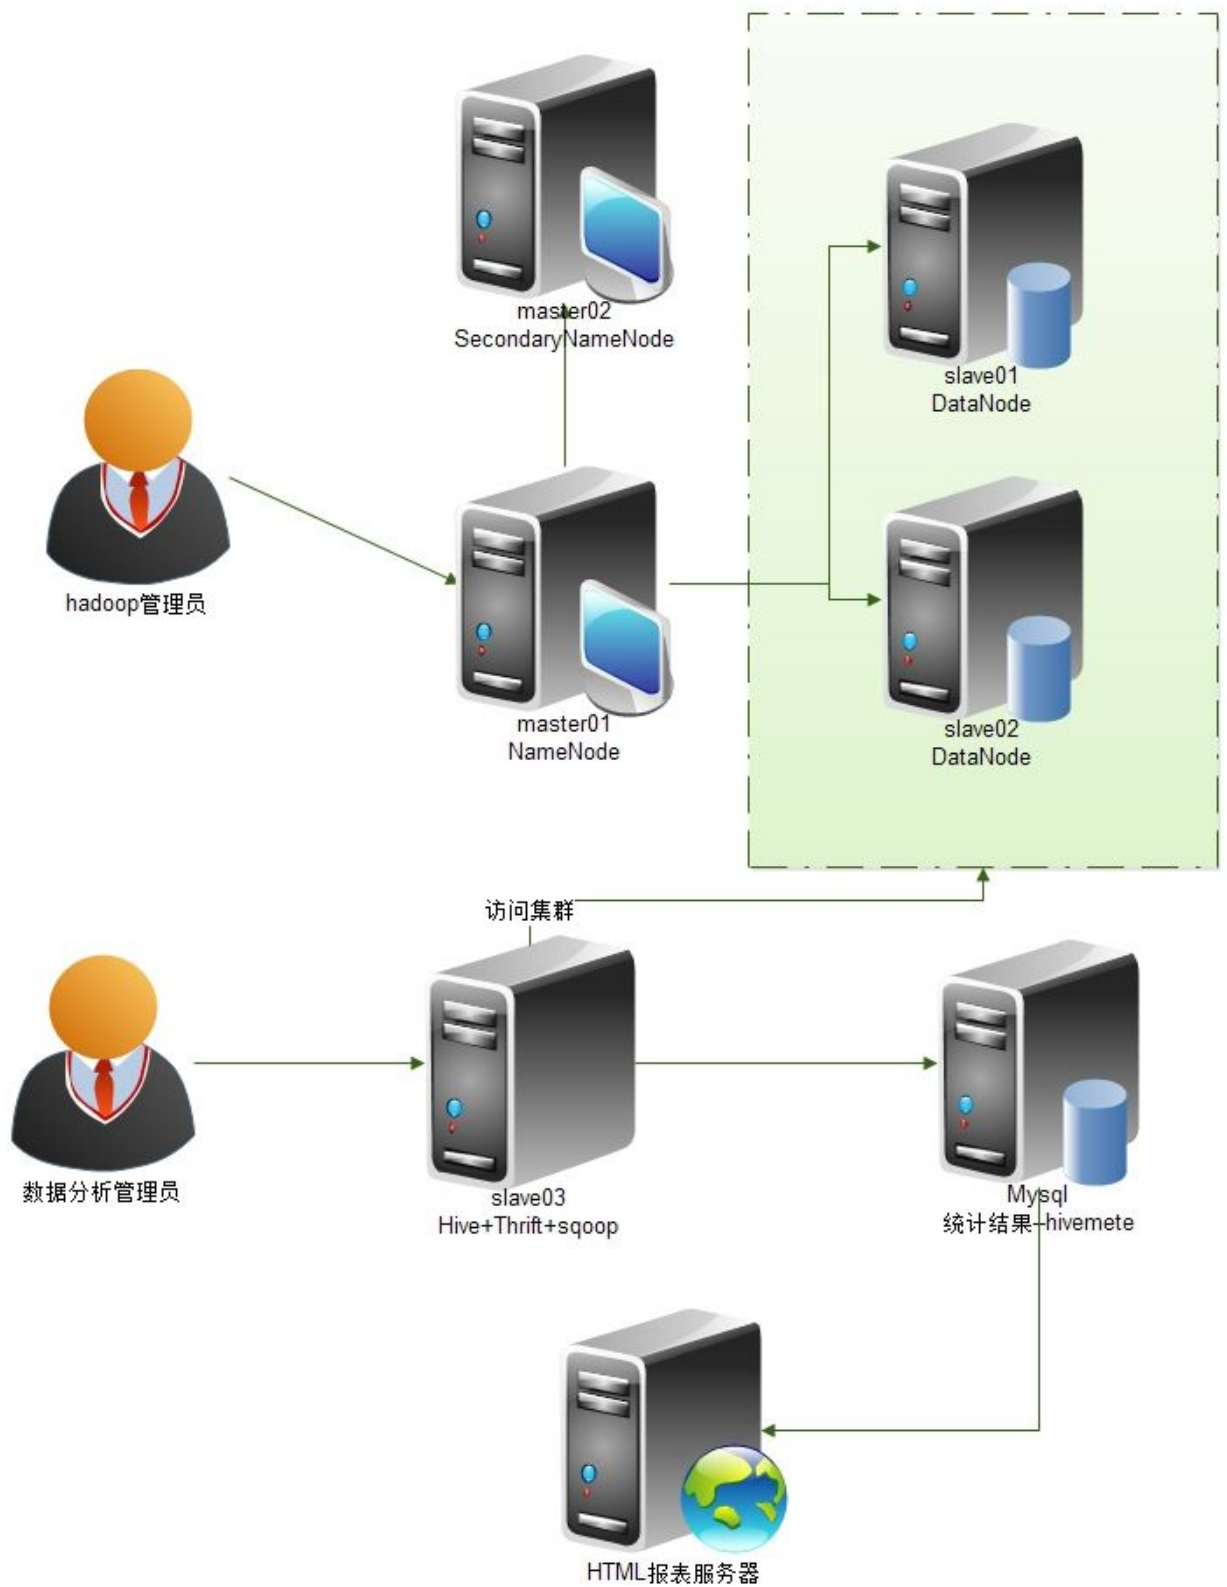 master02
SecondaryNameNode
slave01
DataNode
hadoop管理员
master01
NameNode
slave02
DataNode
访问集群
数据分析管理员
slave03
Hive+Thrift+sqoop
Mysql
统计结果+hivemete
HTML报表服务器